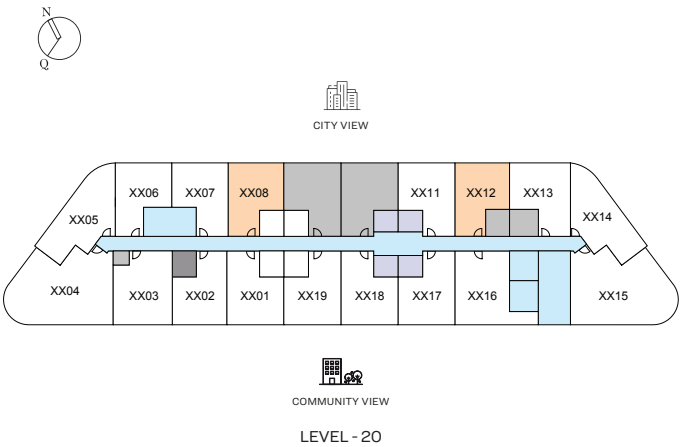 N
Q
CITY VIEW
XX06 XX07 XX08 XX11 XX12 XX13
XX05 XX14
XX04 XX03 XX02 XX01 XX19 XX18 XX17 XX16 XX15
COMMUNITY VIEW
LEVEL - 20